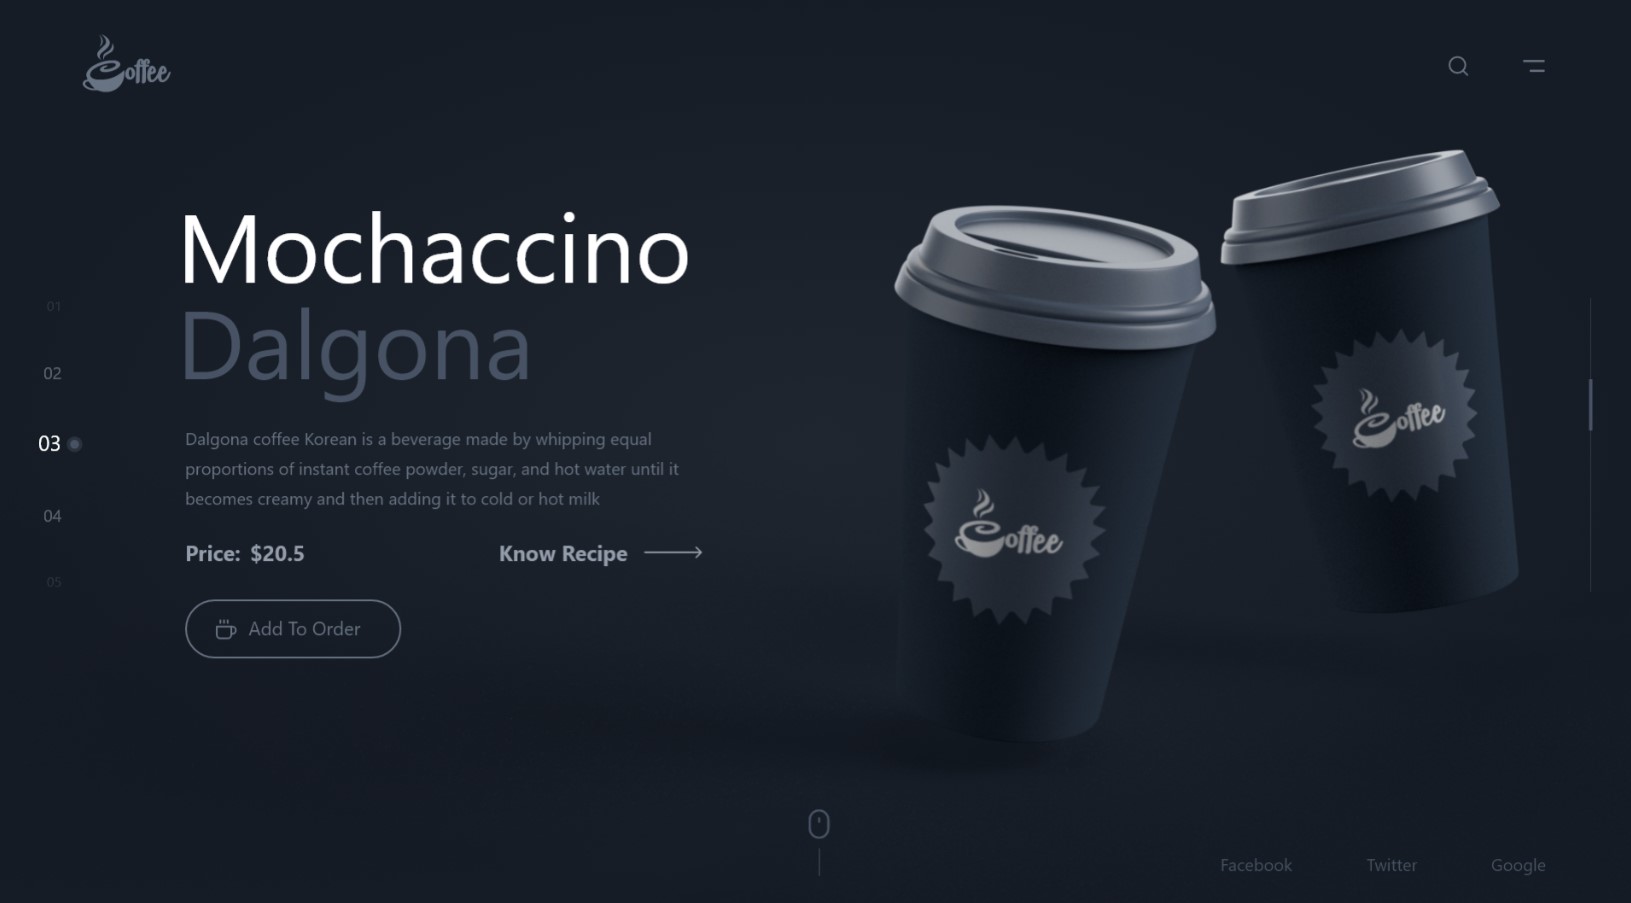 Coffee
Mochaccino
Dalgona
01
02
03
04
05
Dalgona coffee Korean is a beverage made by whipping equal
proportions of instant coffee powder, sugar, and hot water until it
becomes creamy and then adding it to cold or hot milk
Price: $20.5
Know Recipe
Add To Order
Coffee
Coffee
Facebook
Twitter
Google